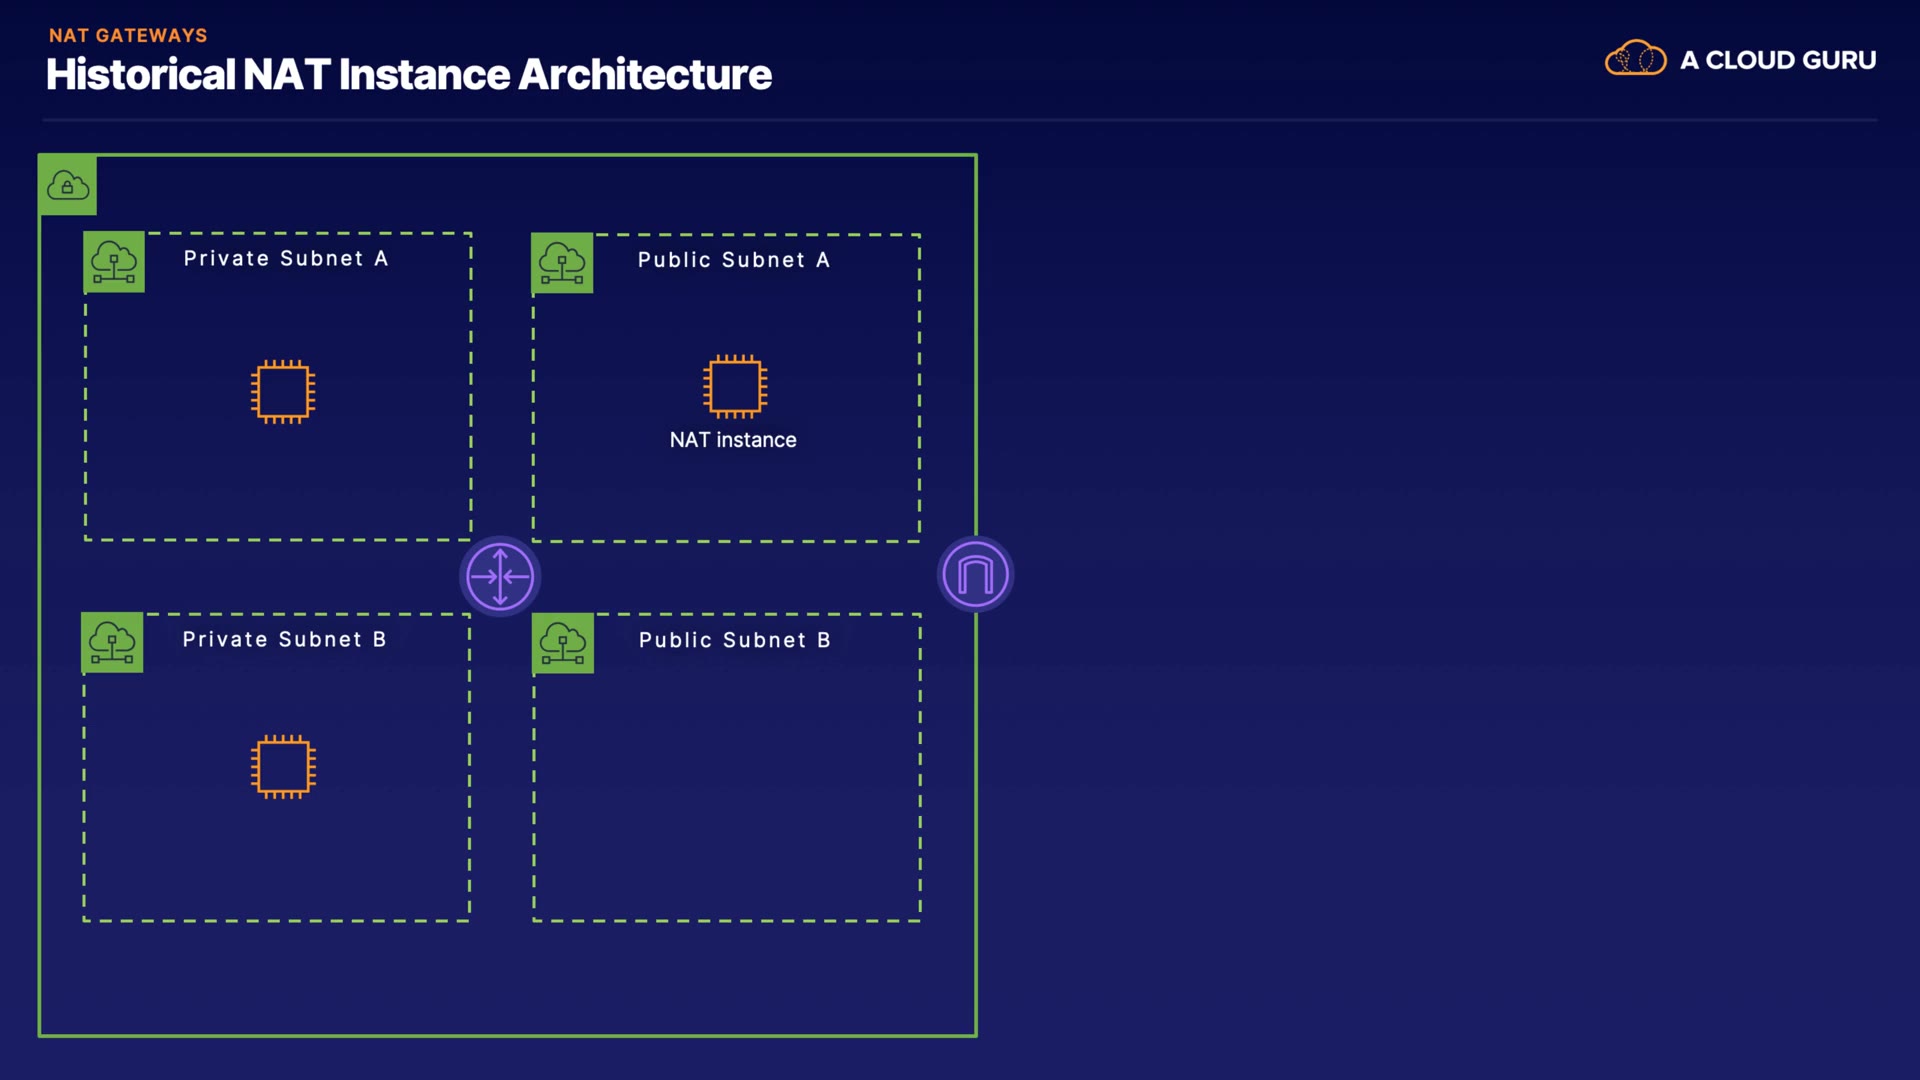 NAT GATEWAYS
Historical NAT Instance Architecture
A CLOUD GURU
Private Subnet A
Public Subnet A
NAT instance
Private Subnet B
Public Subnet B